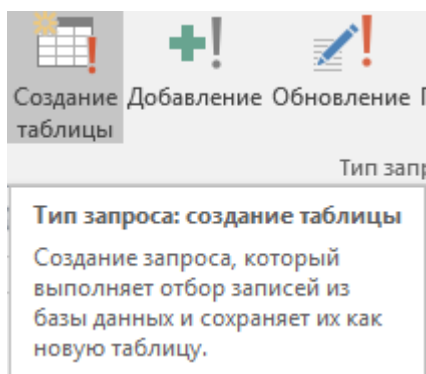 Создание Добавление Обновление
таблицы
Тип
Тип запроса: создание таблицы
Создание запроса, который
выполняет отбор записей из
базы данных и сохраняет их как
новую таблицу.